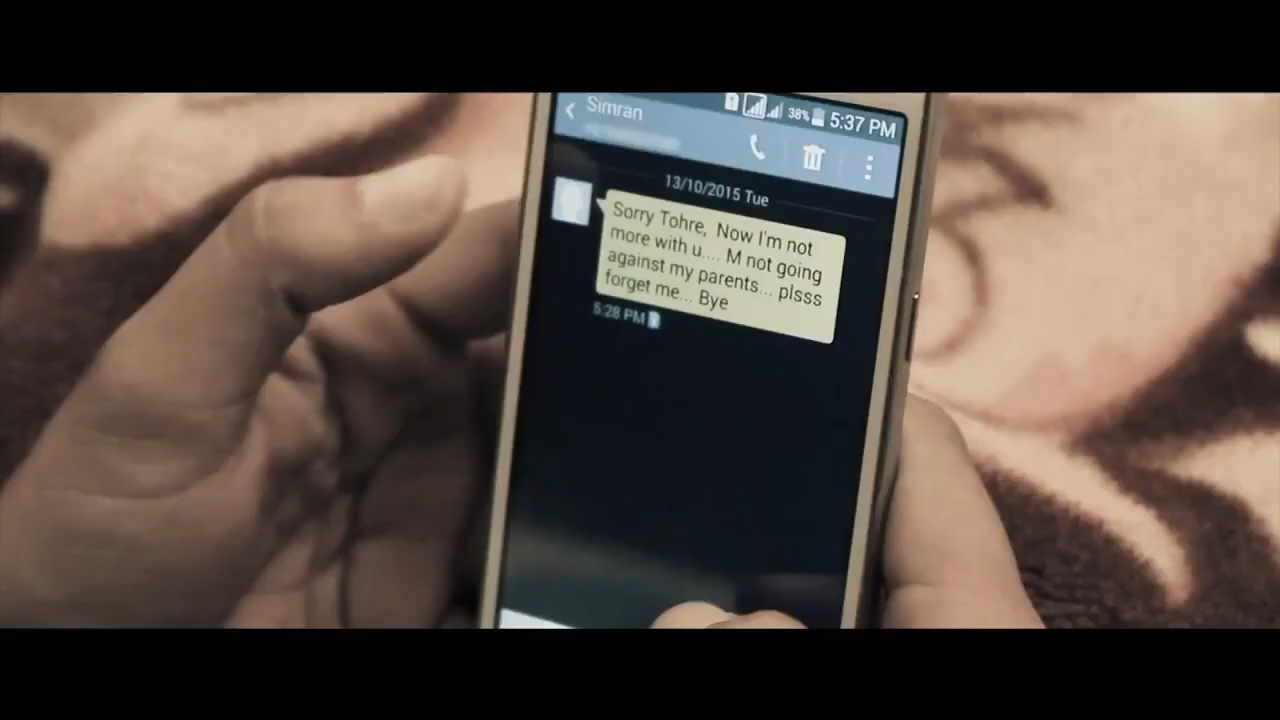 Simran
38% 5:37 PM
13/10/2015 Tue
Sorry Tohre, Now I'm not
more with u.... M not going
against my parents... plsss
forget me... Bye
5:28 PM